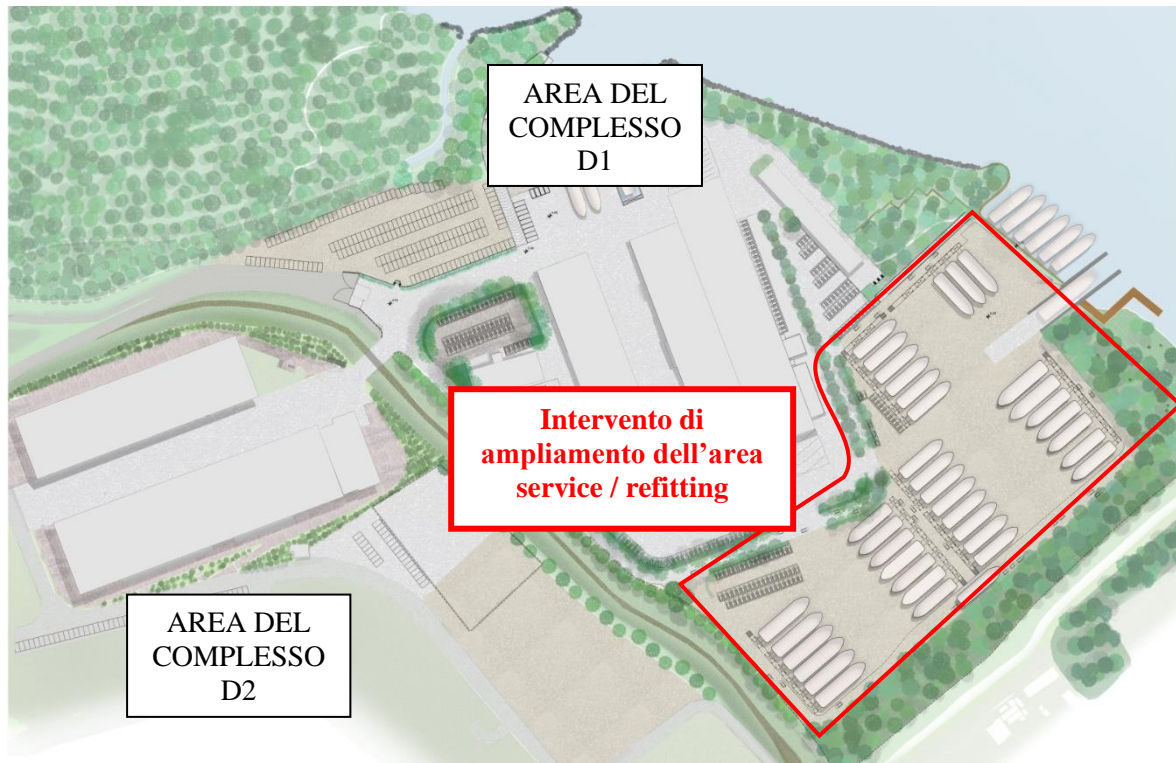 AREA DEL
COMPLESSO
D1
Intervento di
ampliamento dell’area
service / refitting
AREA DEL
COMPLESSO
D2